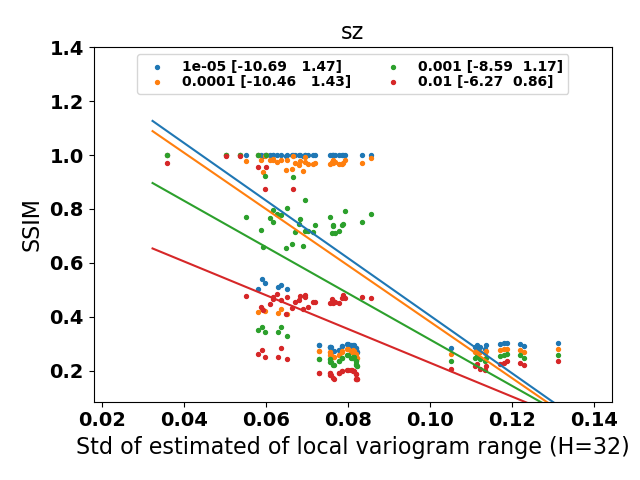 sz
1e-05 [-10.69 1.47]
0.0001 [-10.46 1.43]
0.001 [-8.59 1.17]
0.01 [-6.27 0.86]
SSIM
1.4
1.2
1.0
0.8
0.6
0.4
0.2
0.02 0.04 0.06 0.08 0.10 0.12 0.14
Std of estimated of local variogram range (H=32)